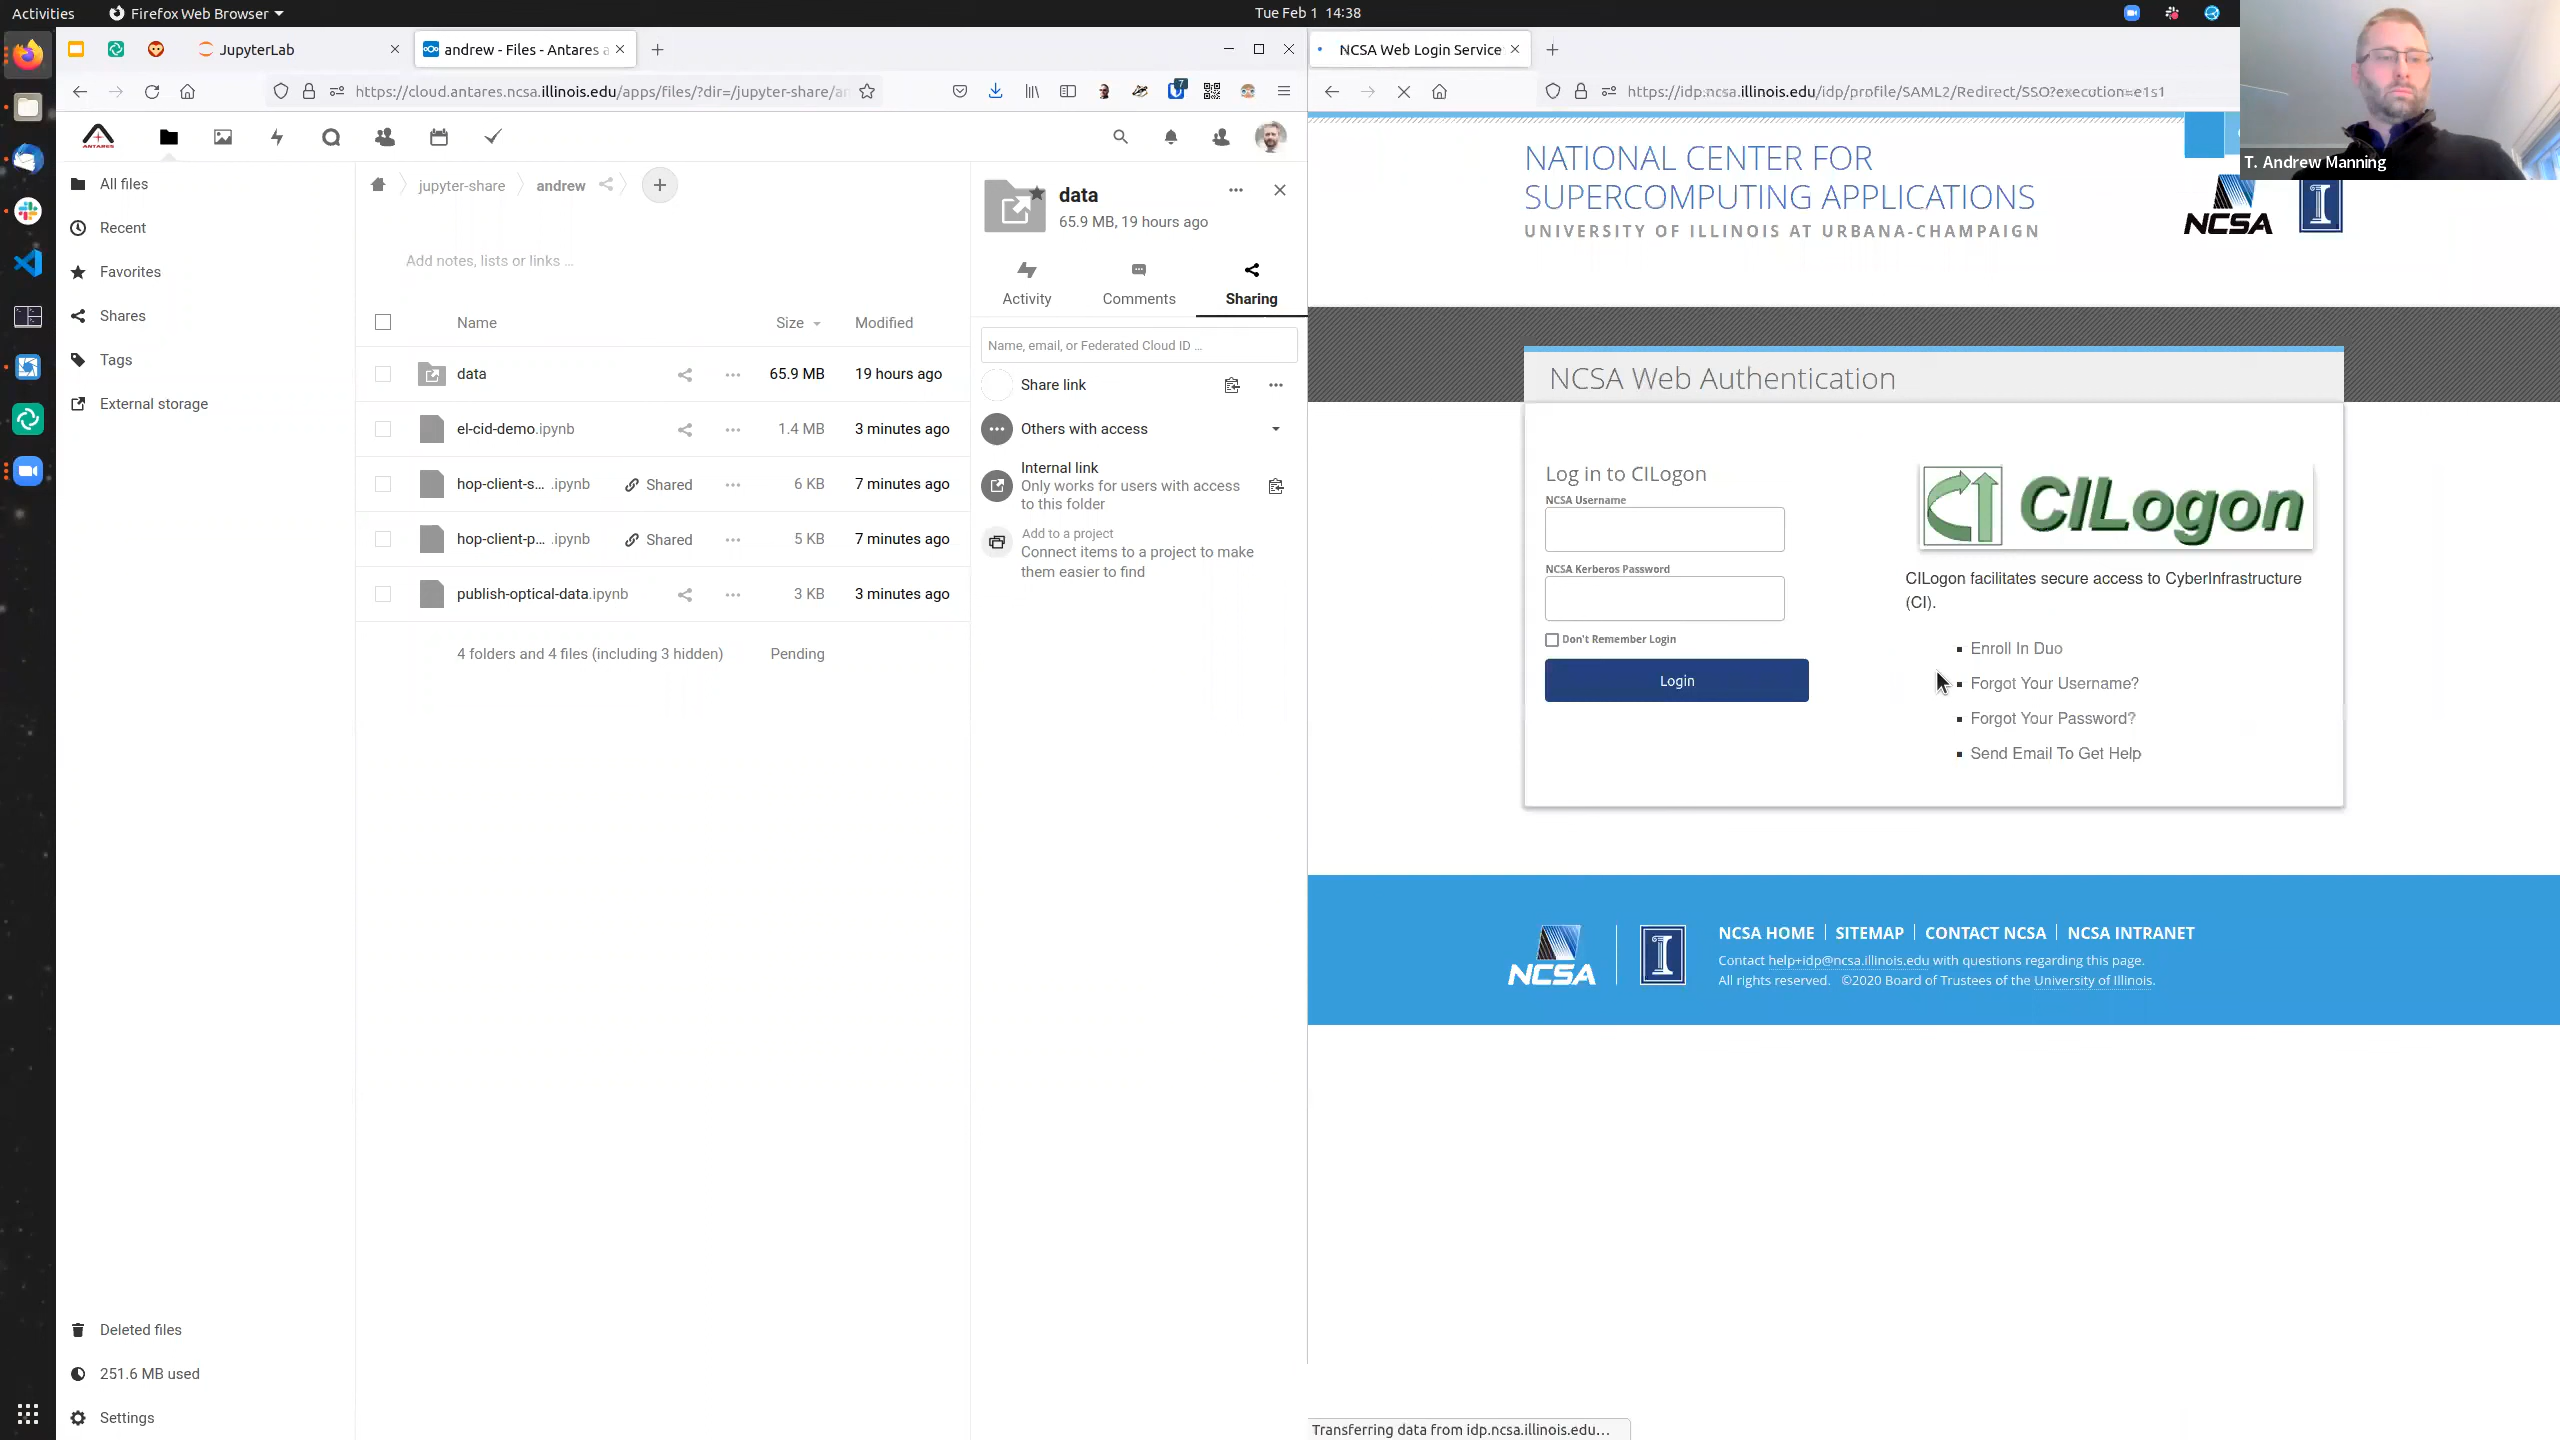 Activities
Firefox Web Browser
Tue Feb 1 14:38
JupyterLab
andrew - Files - Antares a
https://cloud.antares.ncsa.illinois.edu/apps/files/?dir=/jupyter-share/an
7
ANTARES
All files
Recent
Favorites
Shares
Tags
External storage
Deleted files
251.6 MB used
Settings
jupyter-share
andrew
Add notes, lists or links ...
Name
Size
Modified
data
65.9 MB
19 hours ago
el-cid-demo.ipynb
1.4 MB
3 minutes ago
hop-client-s... .ipynb
Shared
6 KB
7 minutes ago
hop-client-p... .ipynb
Shared
5 KB
7 minutes ago
publish-optical-data.ipynb
3 KB
3 minutes ago
4 folders and 4 files (including 3 hidden)
Pending
data
65.9 MB, 19 hours ago
Activity
Comments
Sharing
Name, email, or Federated Cloud ID ...
Share link
Others with access
Internal link
Only works for users with access
to this folder
Add to a project
Connect items to a project to make
them easier to find
NCSA Web Login Service
https://idp.ncsa.illinois.edu/idp/profile/SAML2/Redirect/SSO?execution=e1s1
T. Andrew Manning
NATIONAL CENTER FOR
SUPERCOMPUTING APPLICATIONS
UNIVERSITY OF ILLINOIS AT URBANA-CHAMPAIGN
NCSA
I
NCSA Web Authentication
Log in to CILogon
NCSA Username
NCSA Kerberos Password
Don't Remember Login
Login
CILogon
CILogon facilitates secure access to CyberInfrastructure
(CI).
Enroll In Duo
Forgot Your Username?
Forgot Your Password?
Send Email To Get Help
NCSA
I
NCSA HOME
SITEMAP
CONTACT NCSA
NCSA INTRANET
Contact help+idp@ncsa.illinois.edu with questions regarding this page.
All rights reserved. ©2020 Board of Trustees of the University of Illinois.
Transferring data from idp.ncsa.illinois.edu...